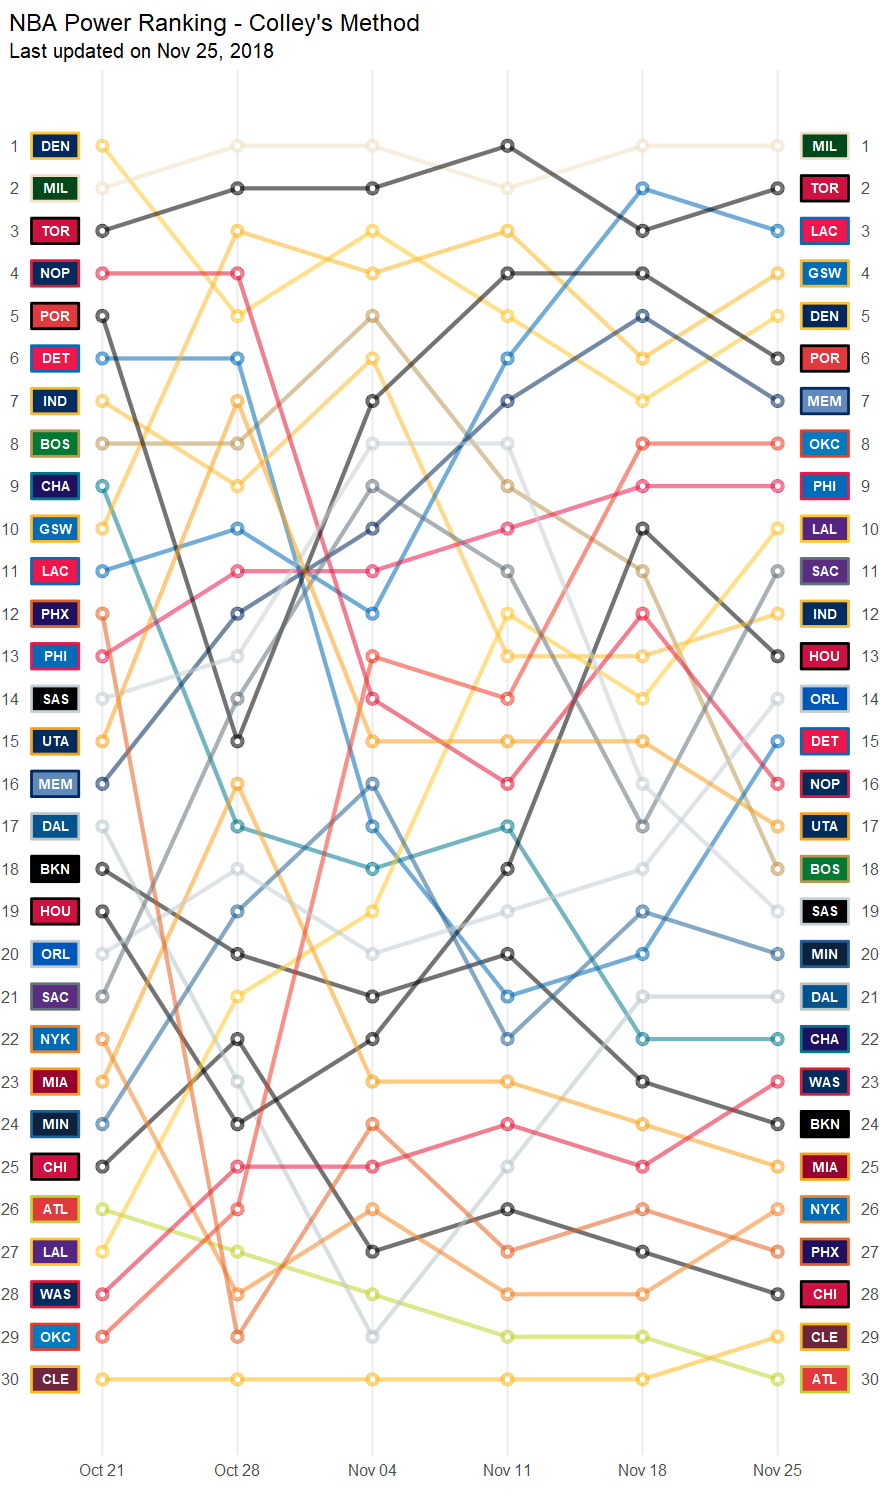 NBA Power Ranking - Colley's Method
Last updated on Nov 25, 2018
1 DEN MIL 1
2 MIL TOR 2
3 TOR LAC 3
4 NOP GSW 4
5 POR DEN 5
6 DET POR 6
7 IND MEM 7
8 BOS OKC 8
9 CHA PHI 9
10 GSW LAL 10
11 LAC SAC 11
12 PHX IND 12
13 PHI HOU 13
14 SAS ORL 14
15 UTA DET 15
16 MEM NOP 16
17 DAL UTA 17
18 BKN BOS 18
19 HOU SAS 19
20 ORL MIN 20
21 SAC DAL 21
22 NYK CHA 22
23 MIA WAS 23
24 MIN BKN 24
25 CHI MIA 25
26 ATL NYK 26
27 LAL PHX 27
28 WAS CHI 28
29 OKC CLE 29
30 CLE ATL 30
Oct 21 Oct 28 Nov 04 Nov 11 Nov 18 Nov 25